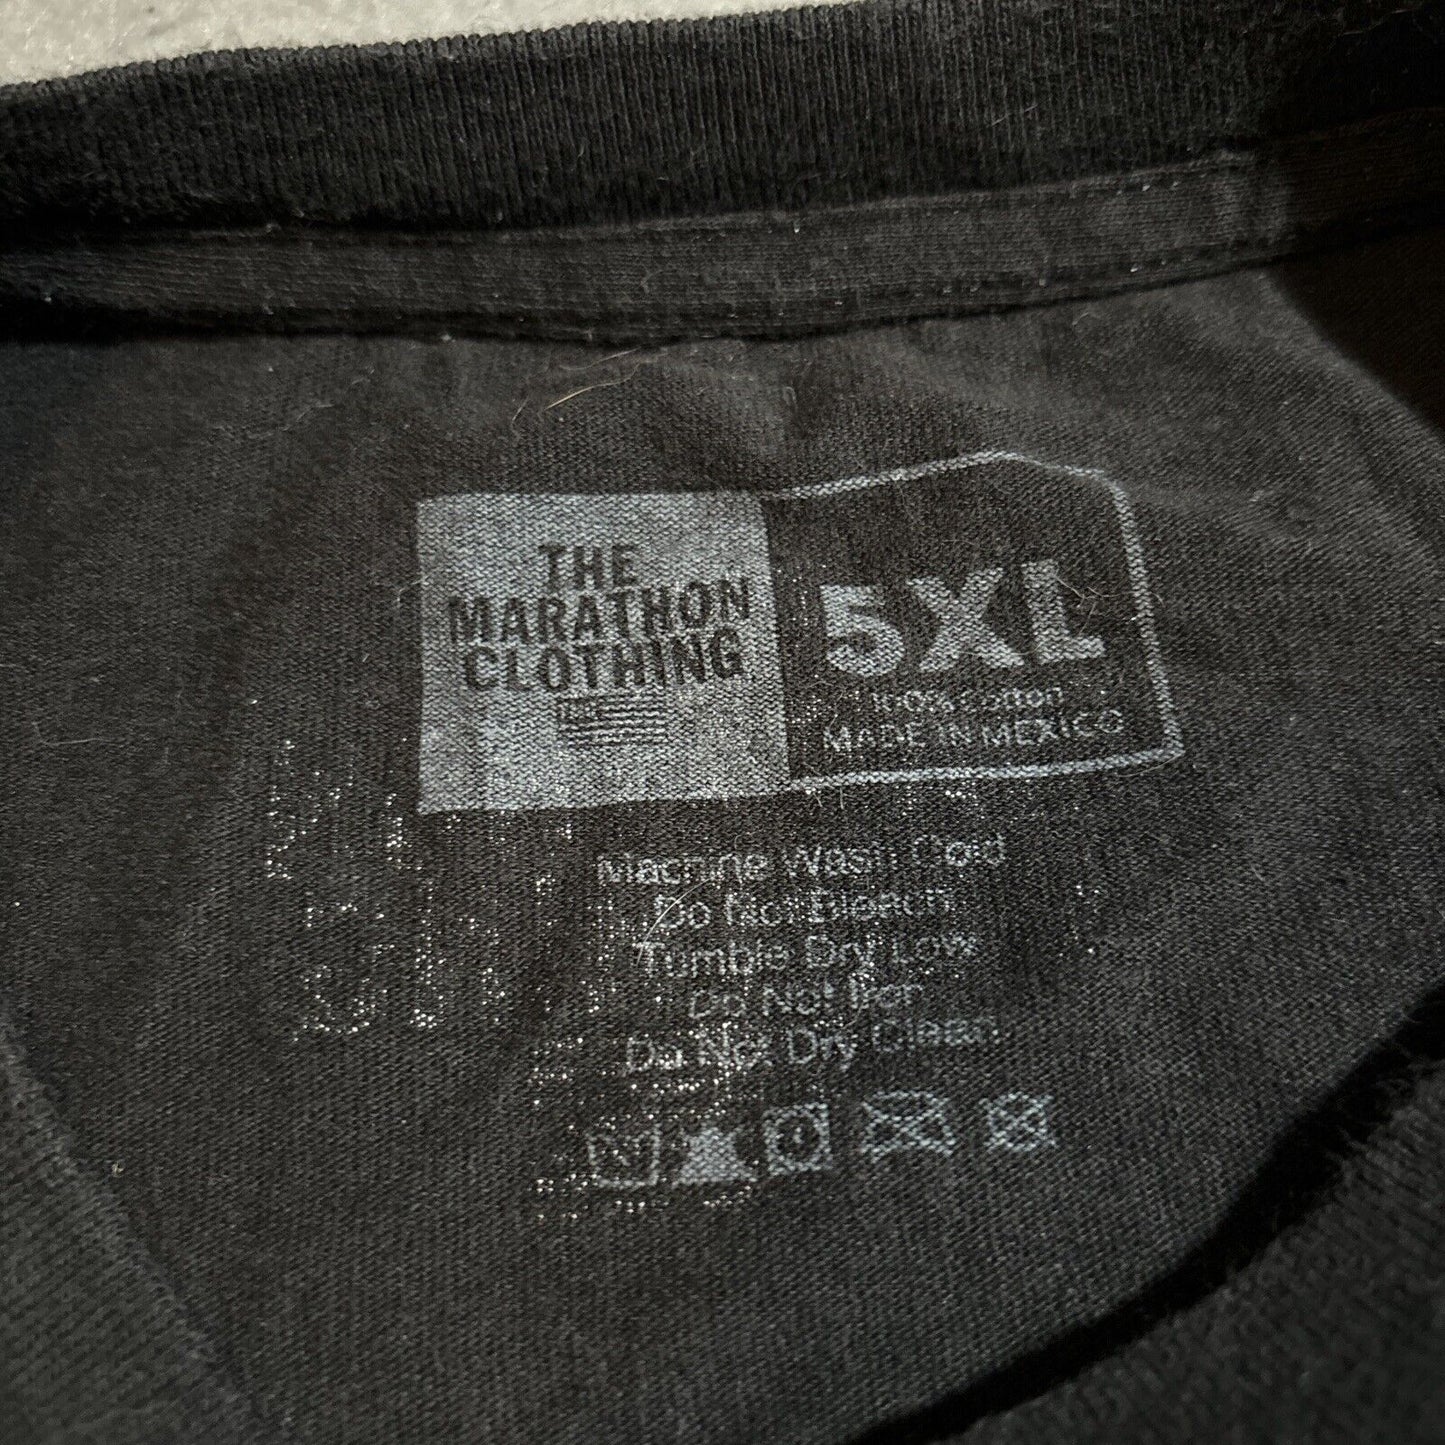 THE
MARATHON
CLOTHING
5XL
100% Cotton
MADE IN MEXICO
Machine Wash Cold
Do Not Bleach
Tumble Dry Low
Do Not Iron
Do Not Dry Clean